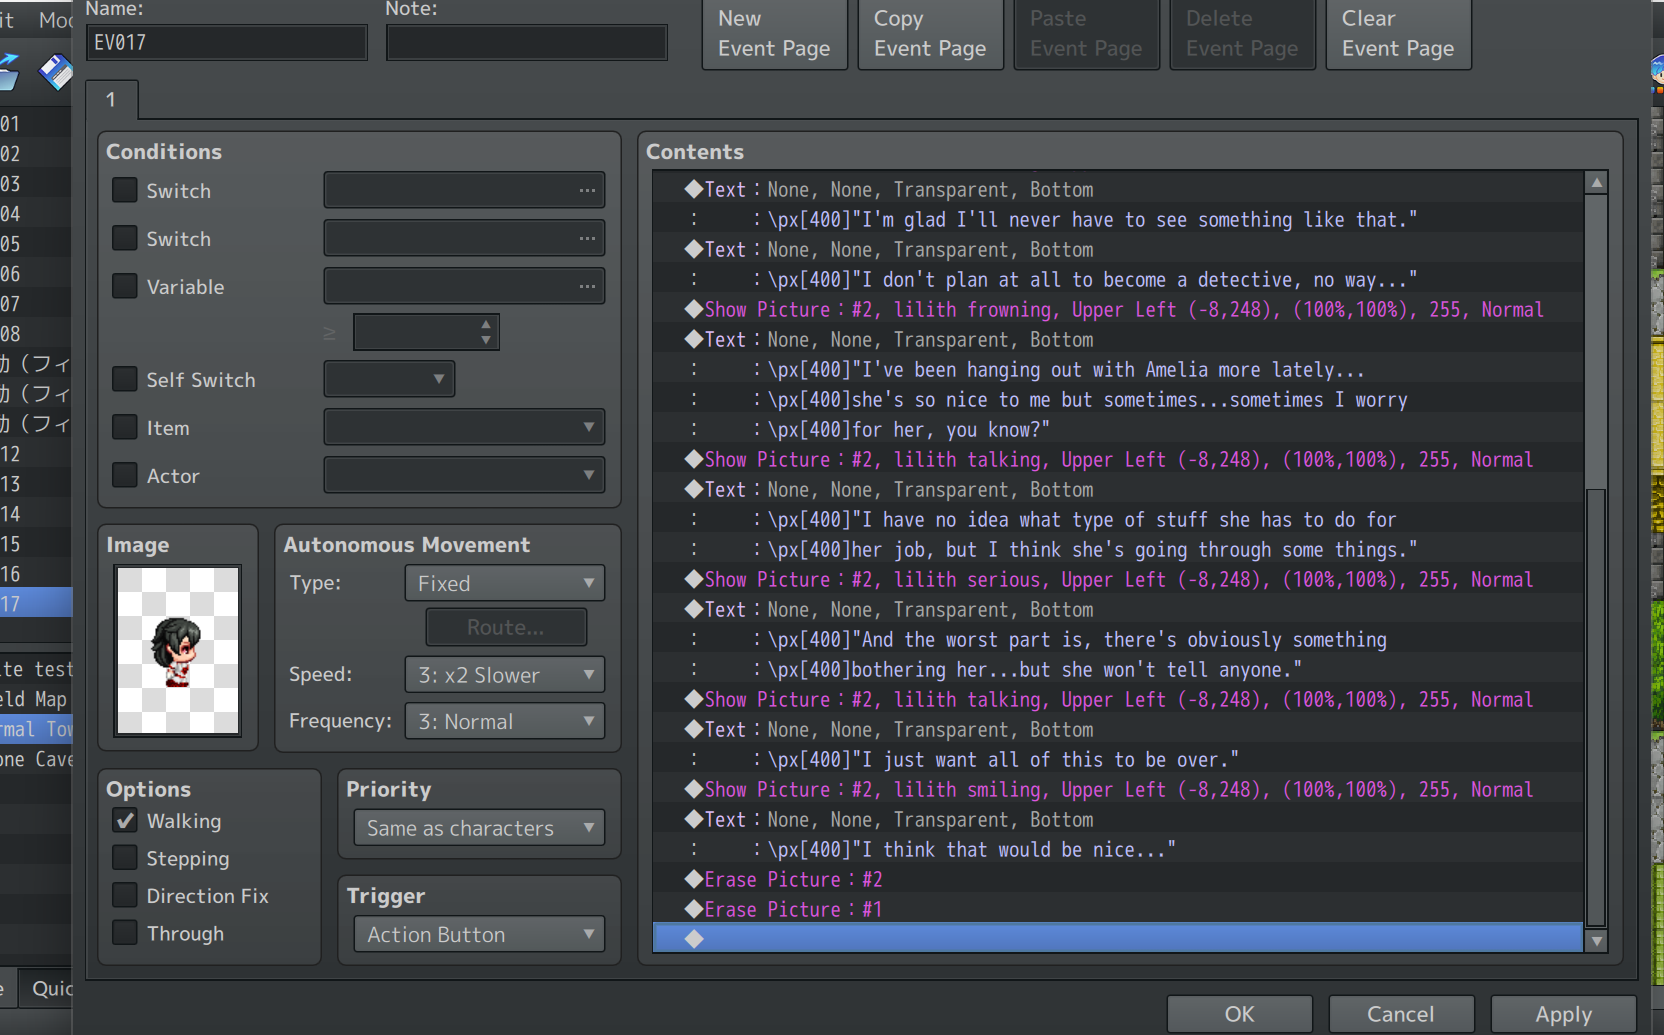 Name:
Note:
EV017
New
Event Page
Copy
Event Page
Paste
Event Page
Delete
Event Page
Clear
Event Page
1
01
02
03
04
05
06
07
08
動（フィ
動（フィ
動（フィ
12
13
14
15
16
17
Conditions
Switch
...
Switch
...
Variable
...
≥
Self Switch
Item
Actor
Image
Autonomous Movement
Type:
Fixed
Route...
Speed:
3: x2 Slower
Frequency:
3: Normal
Options
Walking
Stepping
Direction Fix
Through
Priority
Same as characters
Trigger
Action Button
Contents
◆Text：None, None, Transparent, Bottom
：　：\px[400]"I'm glad I'll never have to see something like that."
◆Text：None, None, Transparent, Bottom
：　：\px[400]"I don't plan at all to become a detective, no way..."
◆Show Picture：#2, lilith frowning, Upper Left (-8,248), (100%,100%), 255, Normal
◆Text：None, None, Transparent, Bottom
：　：\px[400]"I've been hanging out with Amelia more lately...
：　：\px[400]she's so nice to me but sometimes...sometimes I worry
：　：\px[400]for her, you know?"
◆Show Picture：#2, lilith talking, Upper Left (-8,248), (100%,100%), 255, Normal
◆Text：None, None, Transparent, Bottom
：　：\px[400]"I have no idea what type of stuff she has to do for
：　：\px[400]her job, but I think she's going through some things."
◆Show Picture：#2, lilith serious, Upper Left (-8,248), (100%,100%), 255, Normal
◆Text：None, None, Transparent, Bottom
：　：\px[400]"And the worst part is, there's obviously something
：　：\px[400]bothering her...but she won't tell anyone."
◆Show Picture：#2, lilith talking, Upper Left (-8,248), (100%,100%), 255, Normal
◆Text：None, None, Transparent, Bottom
：　：\px[400]"I just want all of this to be over."
◆Show Picture：#2, lilith smiling, Upper Left (-8,248), (100%,100%), 255, Normal
◆Text：None, None, Transparent, Bottom
：　：\px[400]"I think that would be nice..."
◆Erase Picture：#2
◆Erase Picture：#1
◆
OK
Cancel
Apply